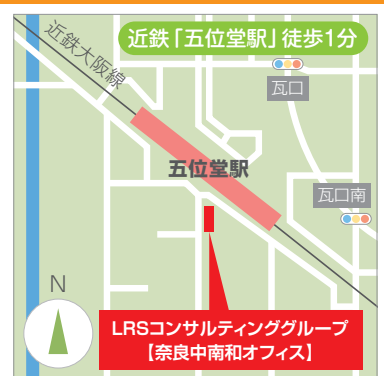 近鉄「五位堂駅」徒歩1分
近鉄大阪線
瓦口
五位堂駅
瓦口南
N
LRSコンサルティンググループ
【奈良中南和オフィス】